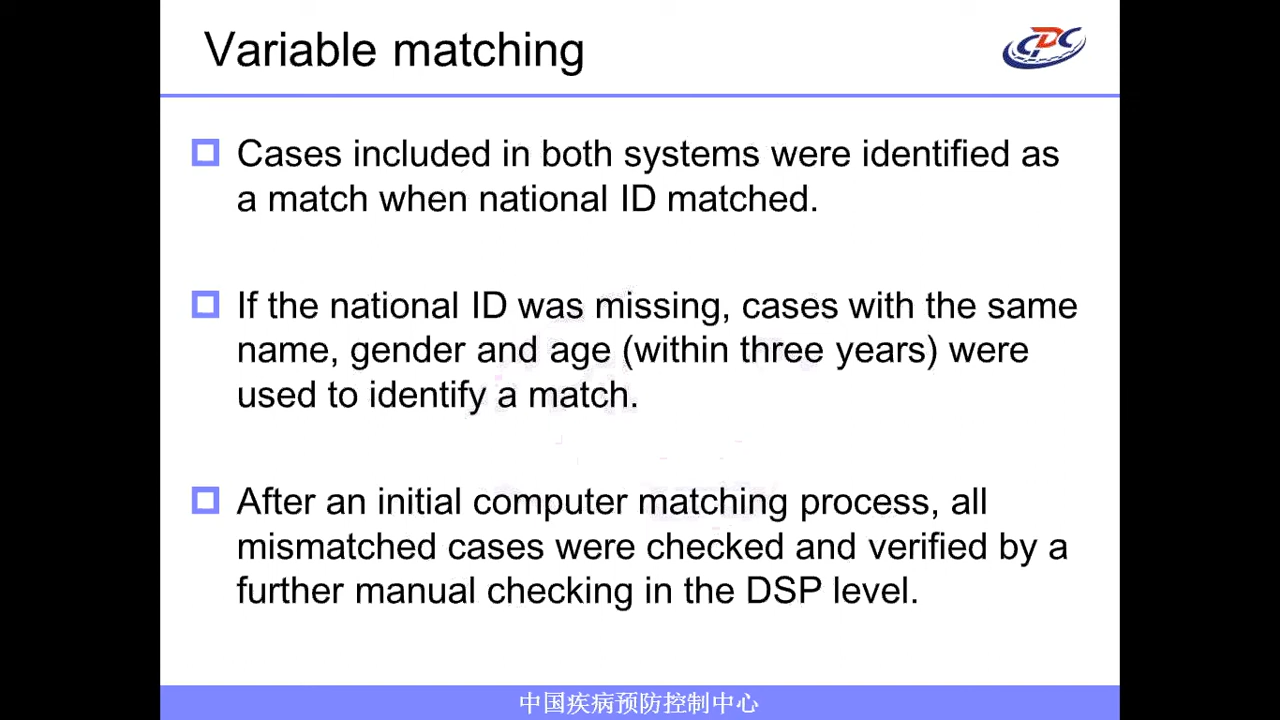 Variable matching
CDC
Cases included in both systems were identified as
a match when national ID matched.
If the national ID was missing, cases with the same
name, gender and age (within three years) were
used to identify a match.
After an initial computer matching process, all
mismatched cases were checked and verified by a
further manual checking in the DSP level.
中国疾病预防控制中心